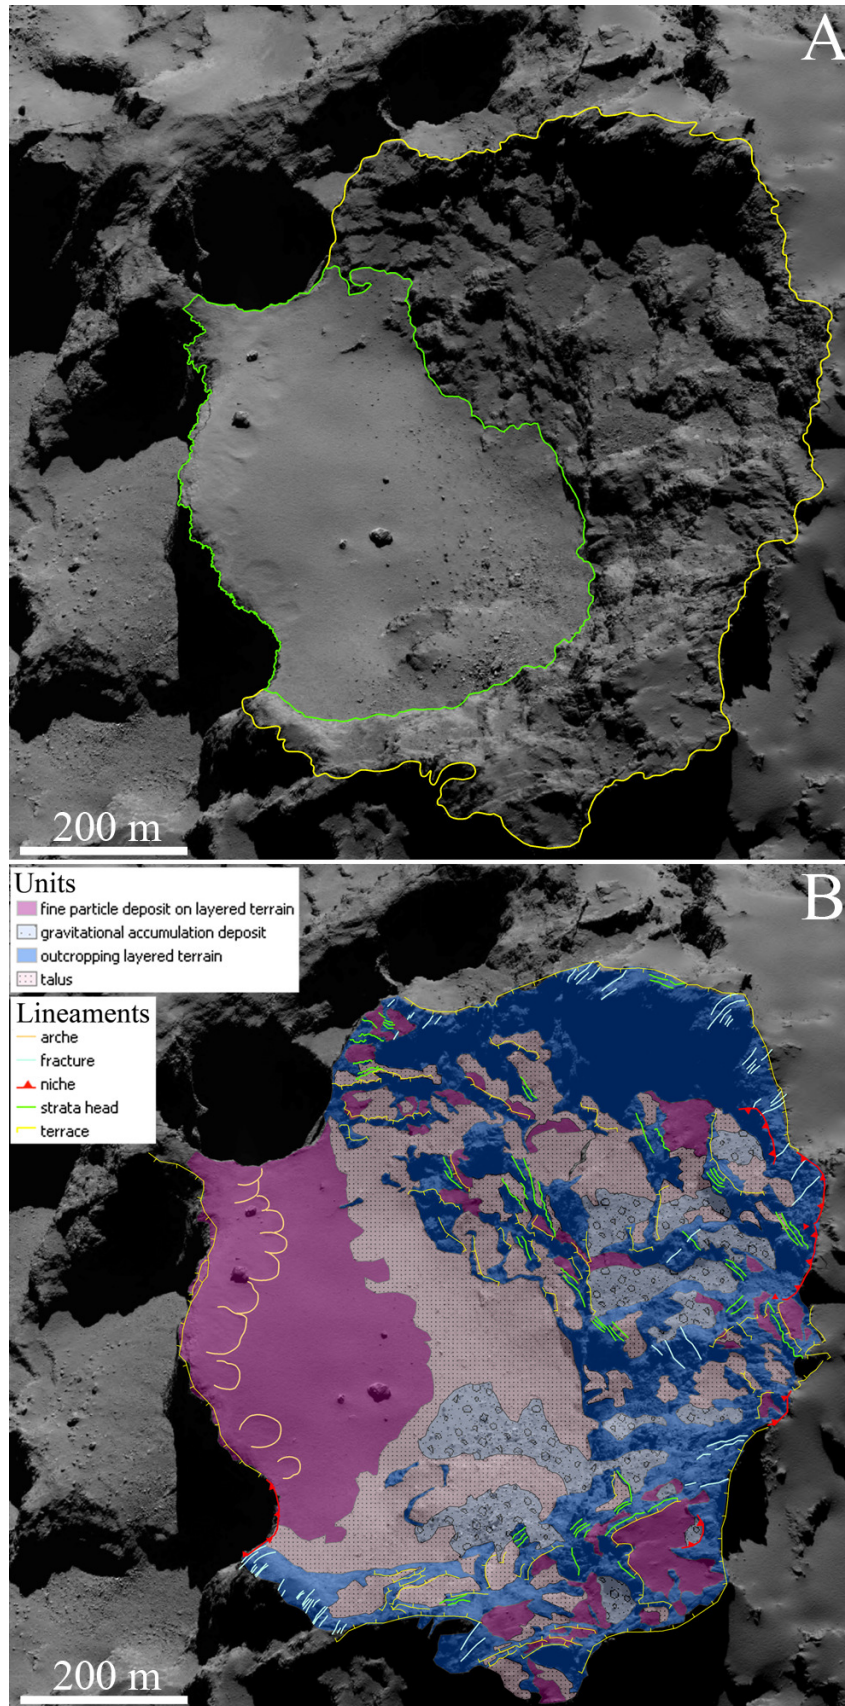 A
200 m
B
Units
fine particle deposit on layered terrain
gravitational accumulation deposit
outcropping layered terrain
talus
Lineaments
arche
fracture
niche
strata head
terrace
200 m